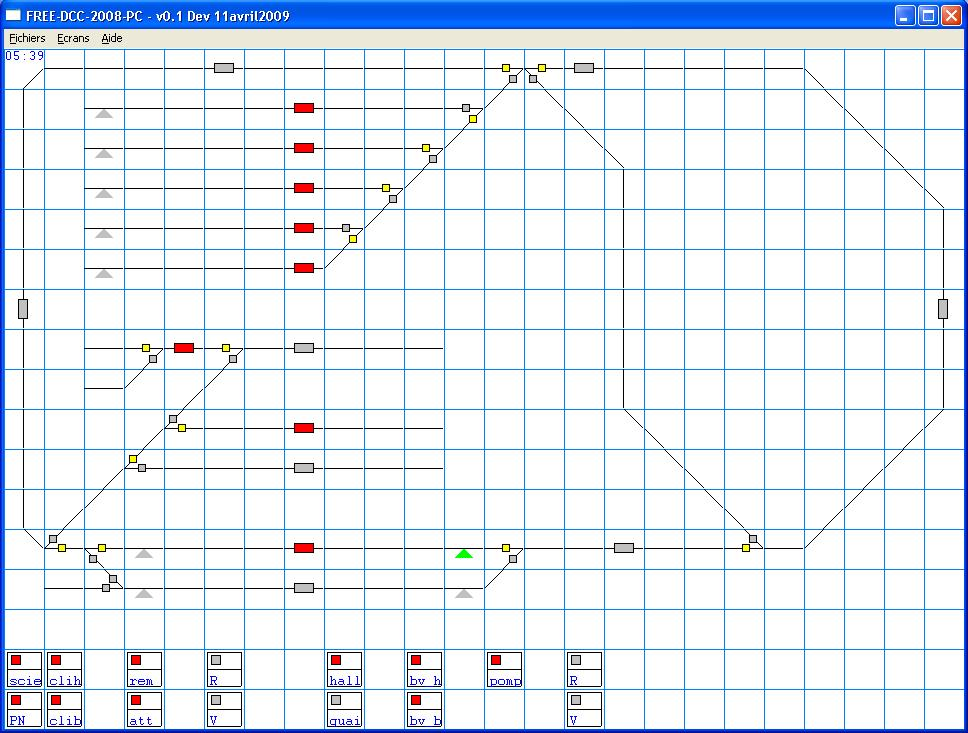 FREE-DCC-2008-PC - v0.1 Dev 11avril2009
Fichiers Ecrans Aide
05:39
scie clih rem R hall bv h pomp R
PN clib att V quai bv b V